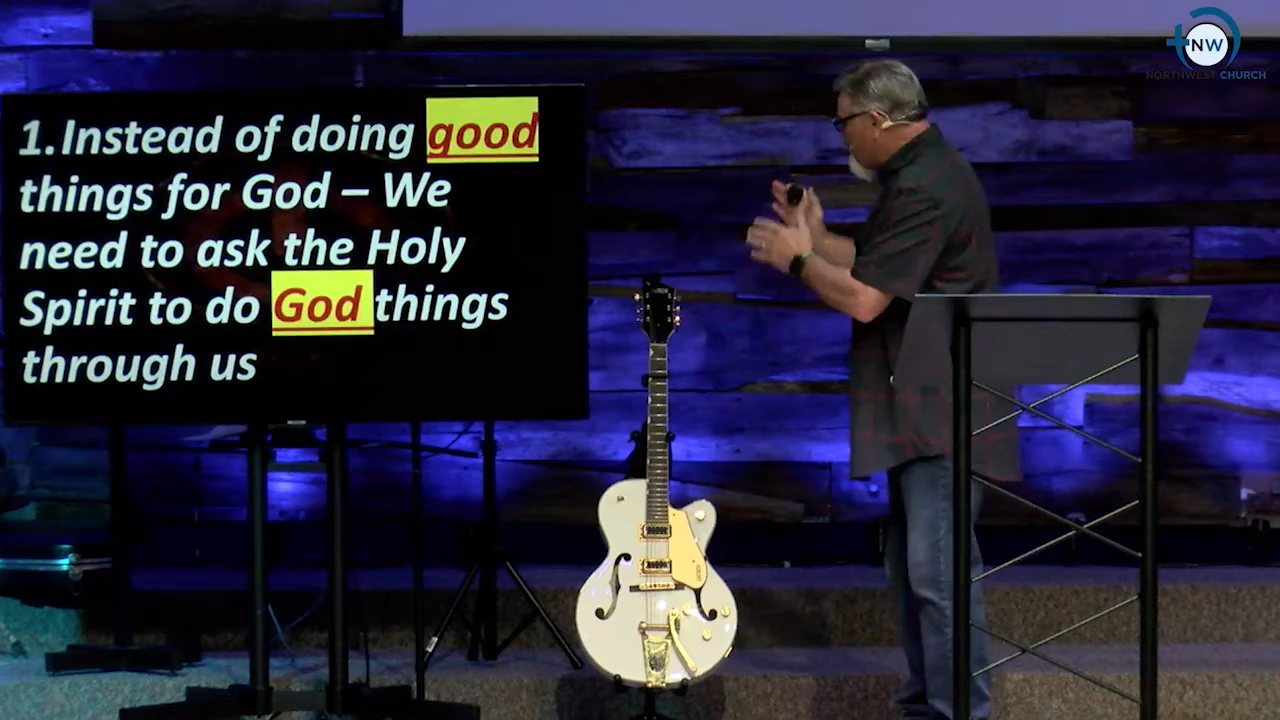 1. Instead of doing good
things for God – We
need to ask the Holy
Spirit to do God things
through us
NW
NORTHWEST CHURCH